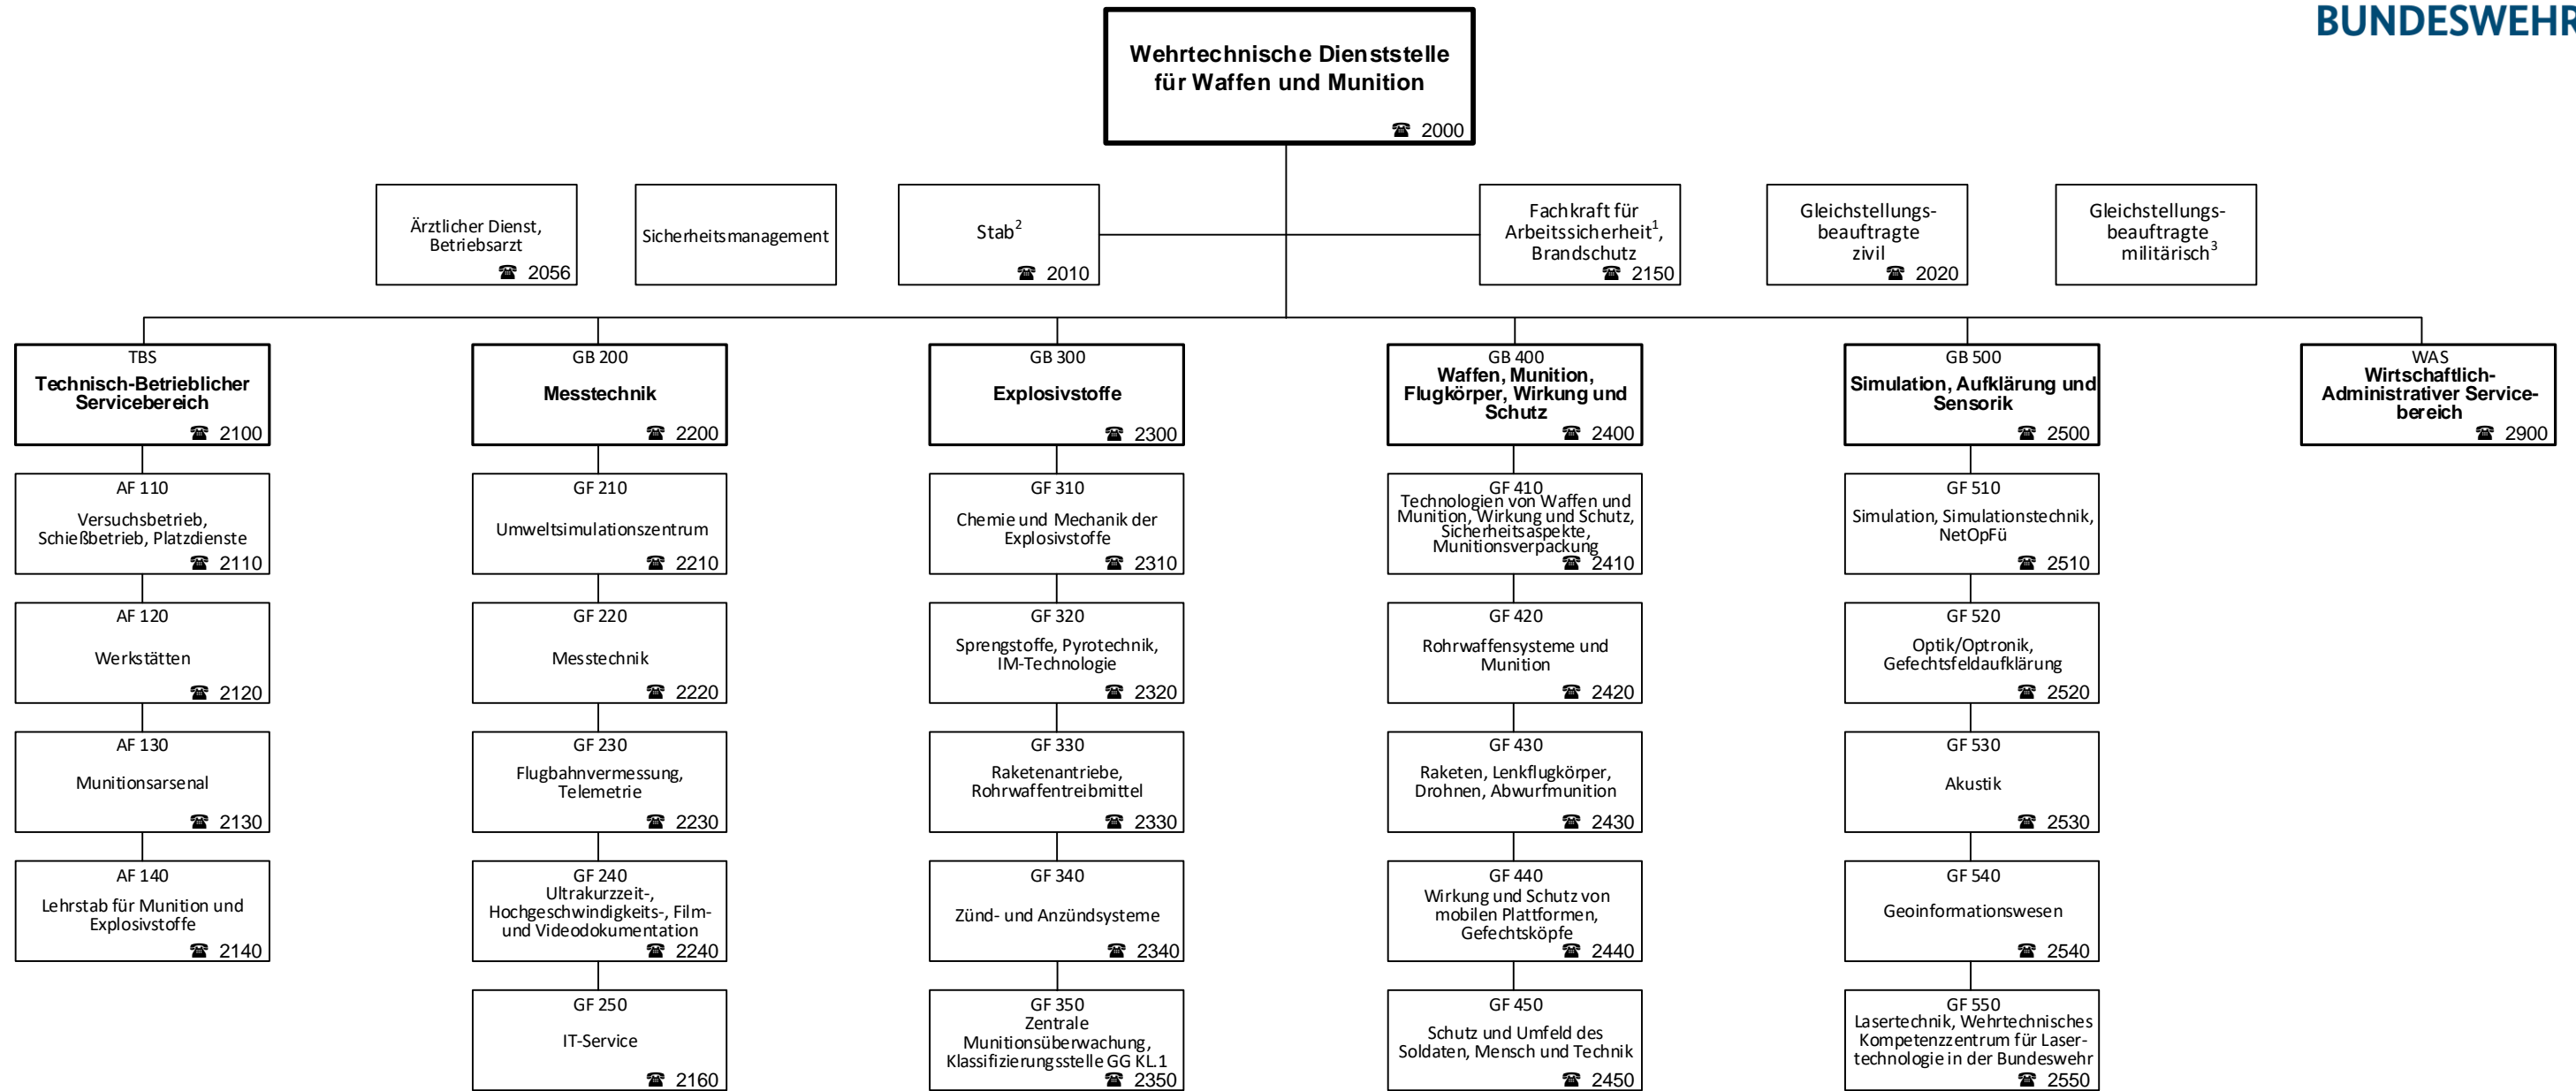 BUNDESWEHR
Wehrtechnische Dienststelle
für Waffen und Munition
☎ 2000
Ärztlicher Dienst,
Betriebsarzt
☎ 2056
Sicherheitsmanagement
Stab²
☎ 2010
Fachkraft für
Arbeitssicherheit¹,
Brandschutz
☎ 2150
Gleichstellungs-
beauftragte
zivil
☎ 2020
Gleichstellungs-
beauftragte
militärisch³
TBS
Technisch-Betrieblicher
Servicebereich
☎ 2100
GB 200
Messtechnik
☎ 2200
GB 300
Explosivstoffe
☎ 2300
GB 400
Waffen, Munition,
Flugkörper, Wirkung und
Schutz
☎ 2400
GB 500
Simulation, Aufklärung und
Sensorik
☎ 2500
WAS
Wirtschaftlich-
Administrativer Service-
bereich
☎ 2900
AF 110
Versuchsbetrieb,
Schießbetrieb, Platzdienste
☎ 2110
GF 210
Umweltsimulationszentrum
☎ 2210
GF 310
Chemie und Mechanik der
Explosivstoffe
☎ 2310
GF 410
Technologien von Waffen und
Munition, Wirkung und Schutz,
Sicherheitsaspekte,
Munitionsverpackung
☎ 2410
GF 510
Simulation, Simulationstechnik,
NetOpFü
☎ 2510
AF 120
Werkstätten
☎ 2120
GF 220
Messtechnik
☎ 2220
GF 320
Sprengstoffe, Pyrotechnik,
IM-Technologie
☎ 2320
GF 420
Rohrwaffensysteme und
Munition
☎ 2420
GF 520
Optik/Optronik,
Gefechtsfeldaufklärung
☎ 2520
AF 130
Munitionsarsenal
☎ 2130
GF 230
Flugbahnvermessung,
Telemetrie
☎ 2230
GF 330
Raketenantriebe,
Rohrwaffentreibmittel
☎ 2330
GF 430
Raketen, Lenkflugkörper,
Drohnen, Abwurfmunition
☎ 2430
GF 530
Akustik
☎ 2530
AF 140
Lehrstab für Munition und
Explosivstoffe
☎ 2140
GF 240
Ultrakurzzeit-,
Hochgeschwindigkeits-, Film-
und Videodokumentation
☎ 2240
GF 340
Zünd- und Anzündsysteme
☎ 2340
GF 440
Wirkung und Schutz von
mobilen Plattformen,
Gefechtsköpfe
☎ 2440
GF 540
Geoinformationswesen
☎ 2540
GF 250
IT-Service
☎ 2160
GF 350
Zentrale
Munitionsüberwachung,
Klassifizierungsstelle GG KL.1
☎ 2350
GF 450
Schutz und Umfeld des
Soldaten, Mensch und Technik
☎ 2450
GF 550
Lasertechnik, Wehrtechnisches
Kompetenzzentrum für Laser-
technologie in der Bundeswehr
☎ 2550